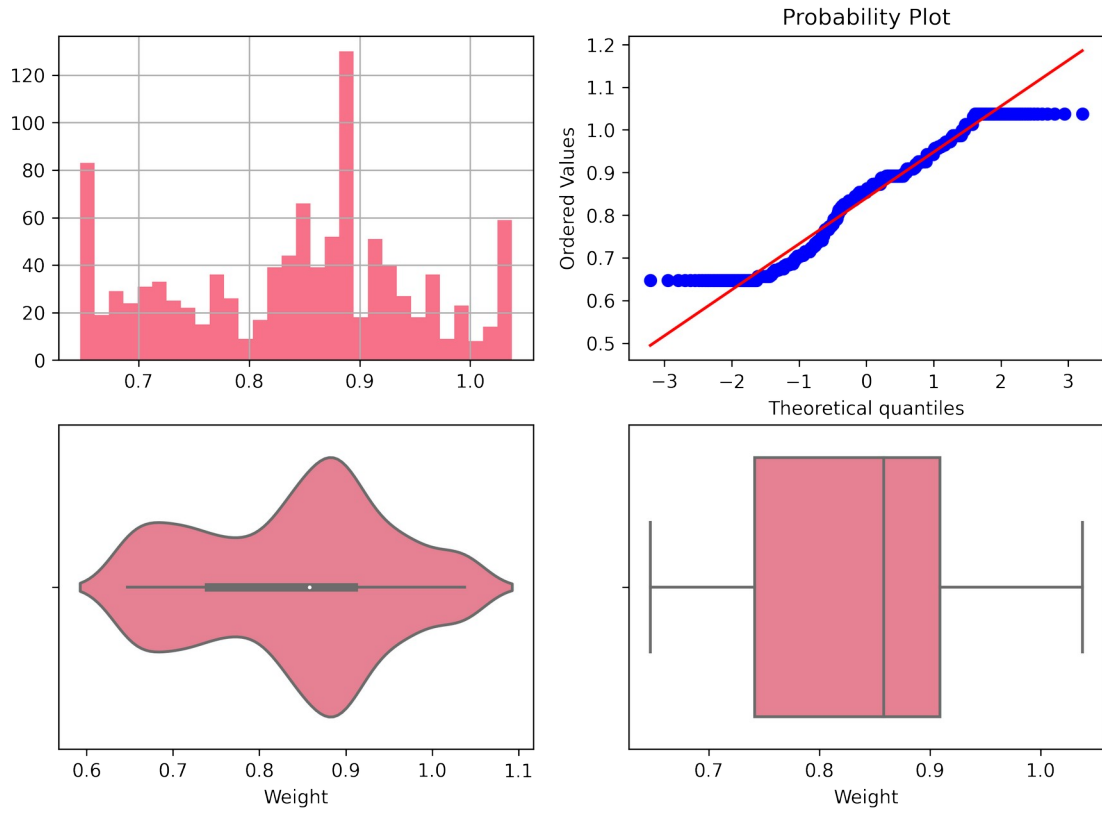 120
100
80
60
40
20
0
0.7 0.8 0.9 1.0
Probability Plot
Ordered Values
1.2
1.1
1.0
0.9
0.8
0.7
0.6
0.5
−3 −2 −1 0 1 2 3
Theoretical quantiles
0.6 0.7 0.8 0.9 1.0 1.1
Weight
0.7 0.8 0.9 1.0
Weight